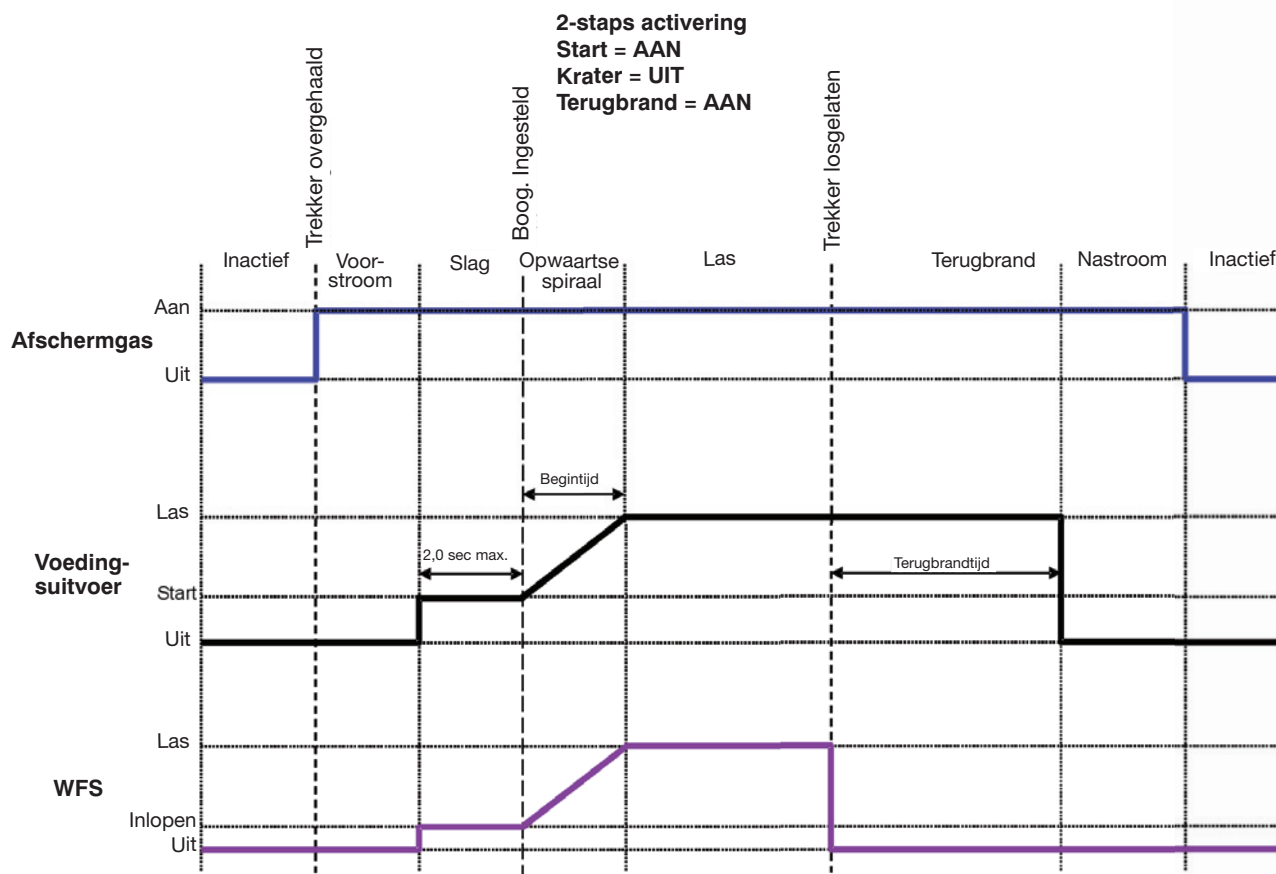 2-staps activering
Start = AAN
Krater = UIT
Terugbrand = AAN
Trekker overgehaald
Boog. Ingesteld
Trekker losgelaten
Inactief
Voor-
stroom
Slag
Opwaartse
spiraal
Las
Terugbrand
Nastroom
Inactief
Aan
Afschermgas
Uit
Begintijd
Las
2,0 sec max.
Voeding-
suitvoer
Terugbrandtijd
Start
Uit
Las
WFS
Inlopen
Uit